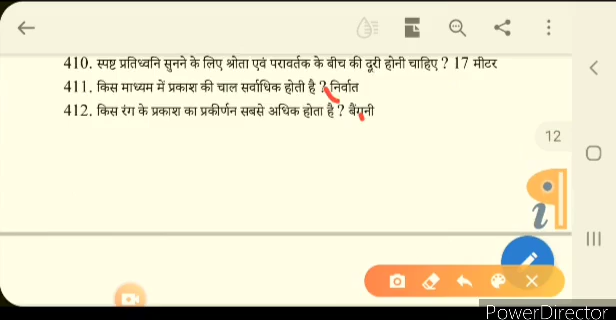 410. स्पष्ट प्रतिध्वनि सुनने के लिए श्रोता एवं परावर्तक के बीच की दूरी होनी चाहिए ? 17 मीटर
411. किस माध्यम में प्रकाश की चाल सर्वाधिक होती है ? निर्वात
412. किस रंग के प्रकाश का प्रकीर्णन सबसे अधिक होता है ? बैंगनी
12
PowerDirector